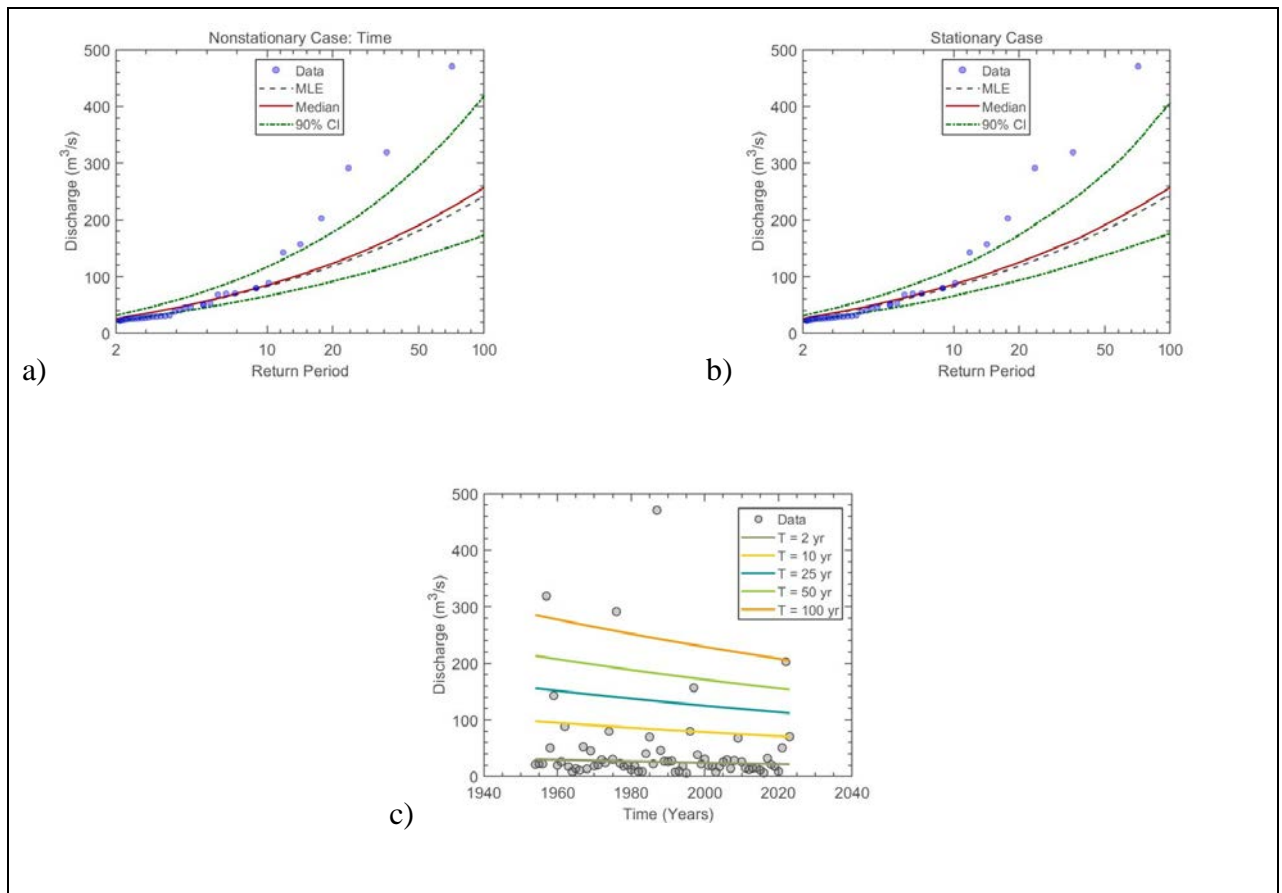 Nonstationary Case: Time
500
400
300
200
100
0
Discharge (m³/s)
Data
MLE
Median
90% CI
2
10
20
50
100
Return Period
a)
Stationary Case
500
400
300
200
100
0
Discharge (m³/s)
Data
MLE
Median
90% CI
2
10
20
50
100
Return Period
b)
500
400
300
200
100
0
Discharge (m³/s)
Data
T = 2 yr
T = 10 yr
T = 25 yr
T = 50 yr
T = 100 yr
1940
1960
1980
2000
2020
2040
Time (Years)
c)